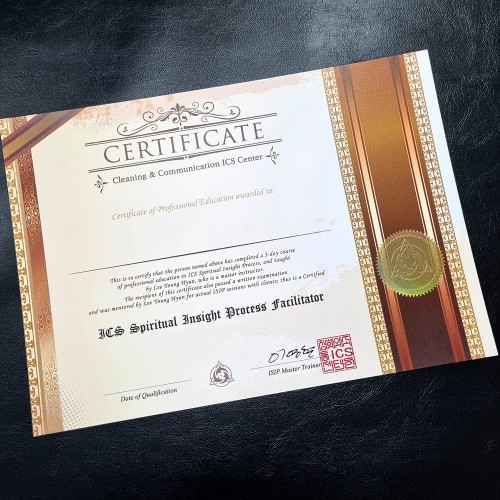 CERTIFICATE
Cleaning & Communication ICS Center
Certificate of Professional Education awarded to:
This is to certify that the person named above has completed a 3-day course
of professional education in ICS Spiritual Insight Process, and taught
by Lee Young Hyun, who is a master instructor.
The recipient of this certificate also passed a written examination
and was mentored by Lee Young Hyun for actual ISIP sessions with clients; thus is a Certified
ICS Spiritual Insight Process Facilitator
Date of Qualification
ISIP Master Trainer
ICS